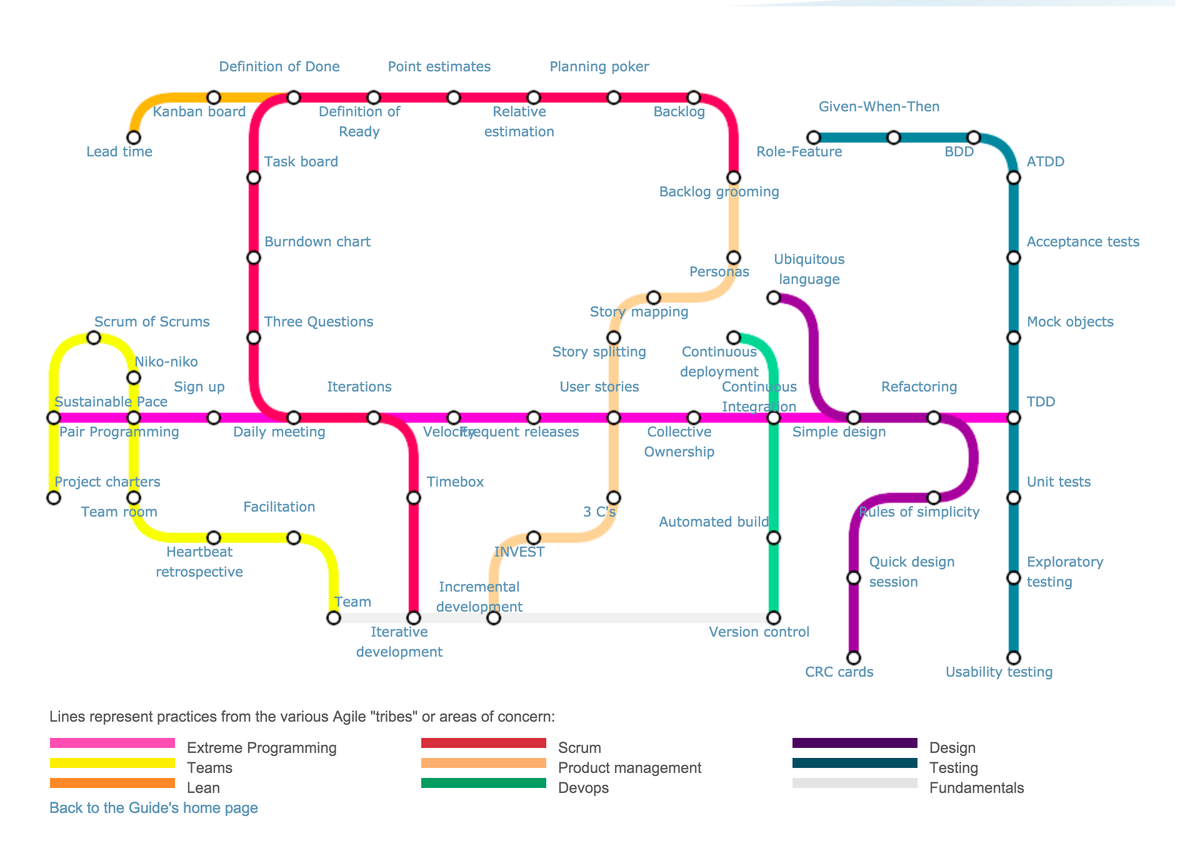 Definition of Done
Point estimates
Planning poker
Kanban board
Definition of
Ready
Relative
estimation
Backlog
Given-When-Then
Lead time
Role-Feature
BDD
Task board
ATDD
Backlog grooming
Burndown chart
Acceptance tests
Personas
Ubiquitous
language
Scrum of Scrums
Three Questions
Story mapping
Mock objects
Niko-niko
Story splitting
Continuous
deployment
Sign up
Iterations
User stories
Continuous
Integration
Refactoring
Sustainable Pace
TDD
Pair Programming
Daily meeting
Velocity
Frequent releases
Collective
Ownership
Simple design
Project charters
Timebox
Unit tests
Team room
Facilitation
3 C's
Automated build
Rules of simplicity
Heartbeat
retrospective
INVEST
Quick design
session
Exploratory
testing
Incremental
development
Team
Iterative
development
Version control
CRC cards
Usability testing
Lines represent practices from the various Agile "tribes" or areas of concern:
Extreme Programming
Scrum
Design
Teams
Product management
Testing
Lean
Devops
Fundamentals
Back to the Guide's home page